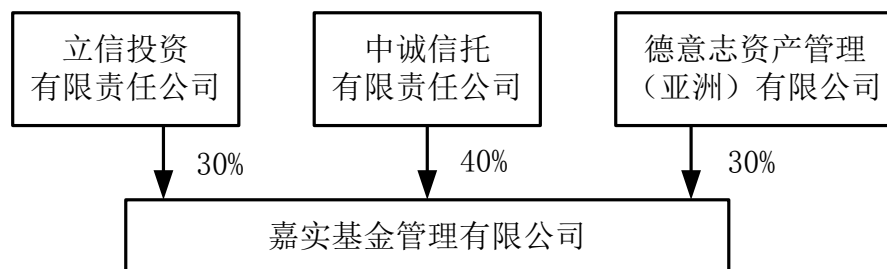 立信投资
有限责任公司
中诚信托
有限责任公司
德意志资产管理
（亚洲）有限公司
30%
40%
30%
嘉实基金管理有限公司